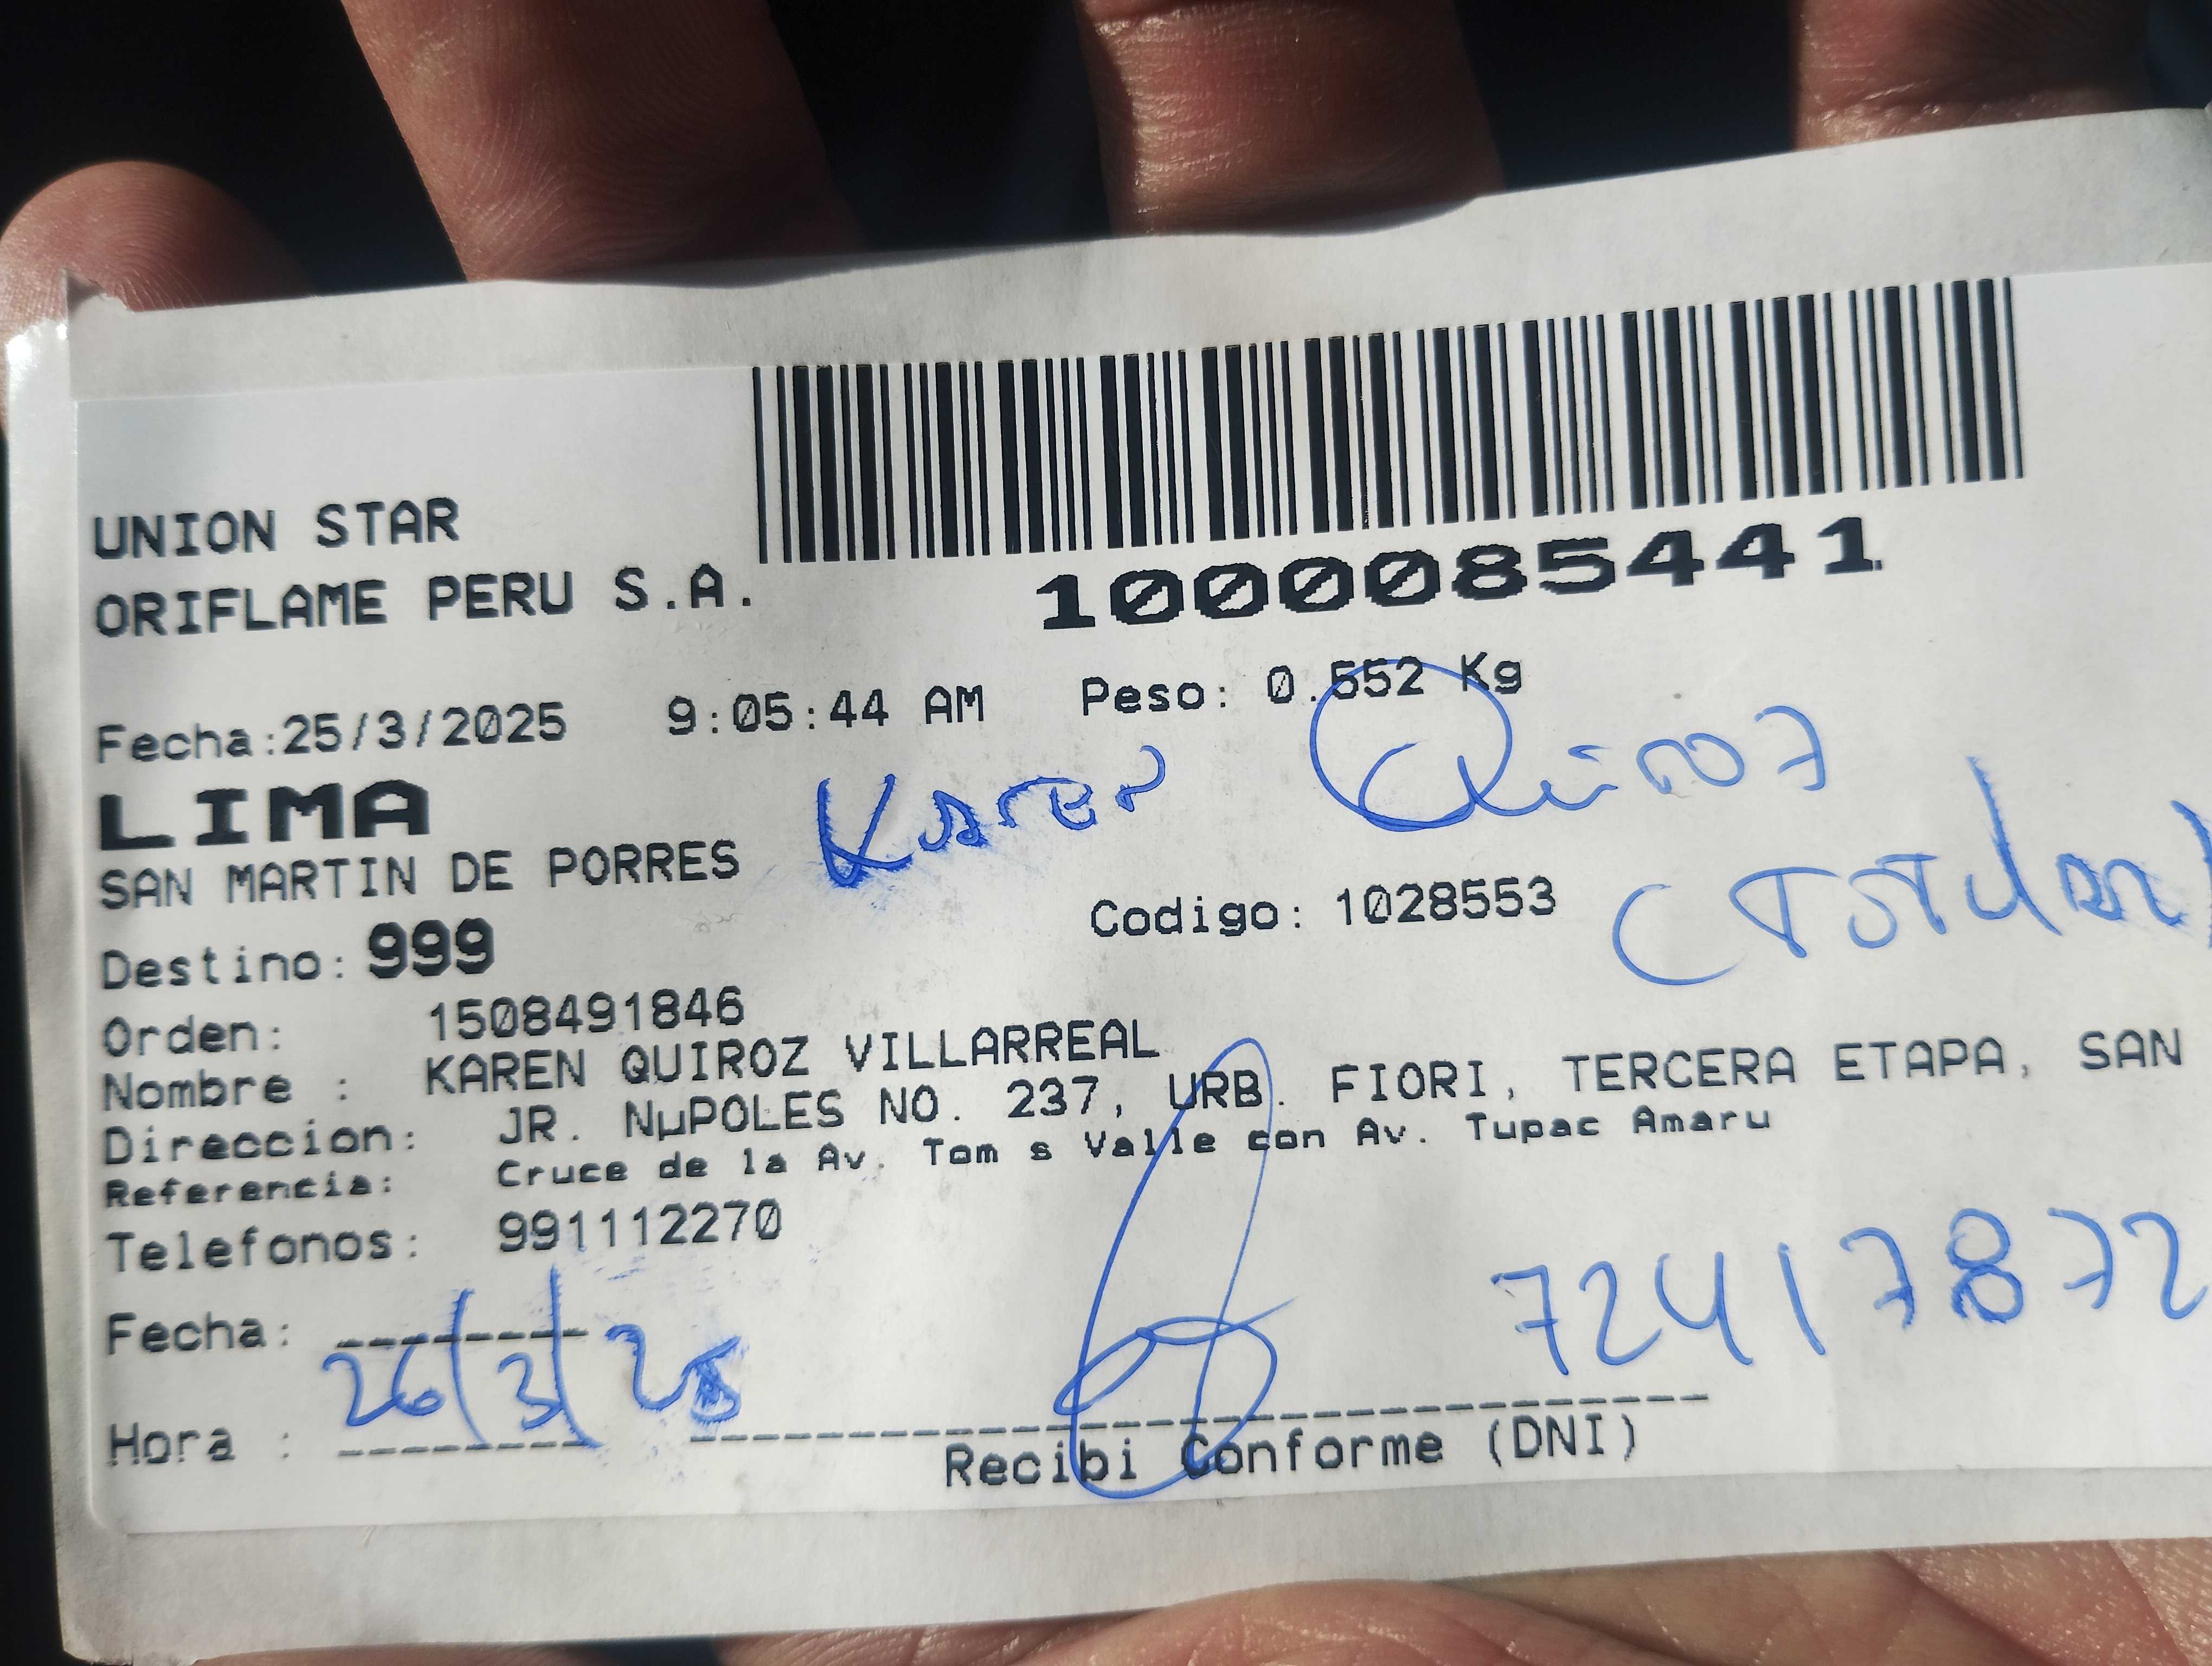 UNION STAR
ORIFLAME PERU S.A.
1000085441
Fecha:25/3/2025 9:05:44 AM Peso: 0.552 Kg
LIMA
Karen Quiroz
SAN MARTIN DE PORRES
(TITULAR)
Destino: 999 Codigo: 1028553
Orden: 1508491846
Nombre : KAREN QUIROZ VILLARREAL
Direccion: JR. NµPOLES NO. 237, URB. FIORI, TERCERA ETAPA, SAN
Referencia: Cruce de la Av. Tom s Valle con Av. Tupac Amaru
Telefonos: 991112270
72417872
Fecha: 26/3/25
Hora :
Recibi Conforme (DNI)